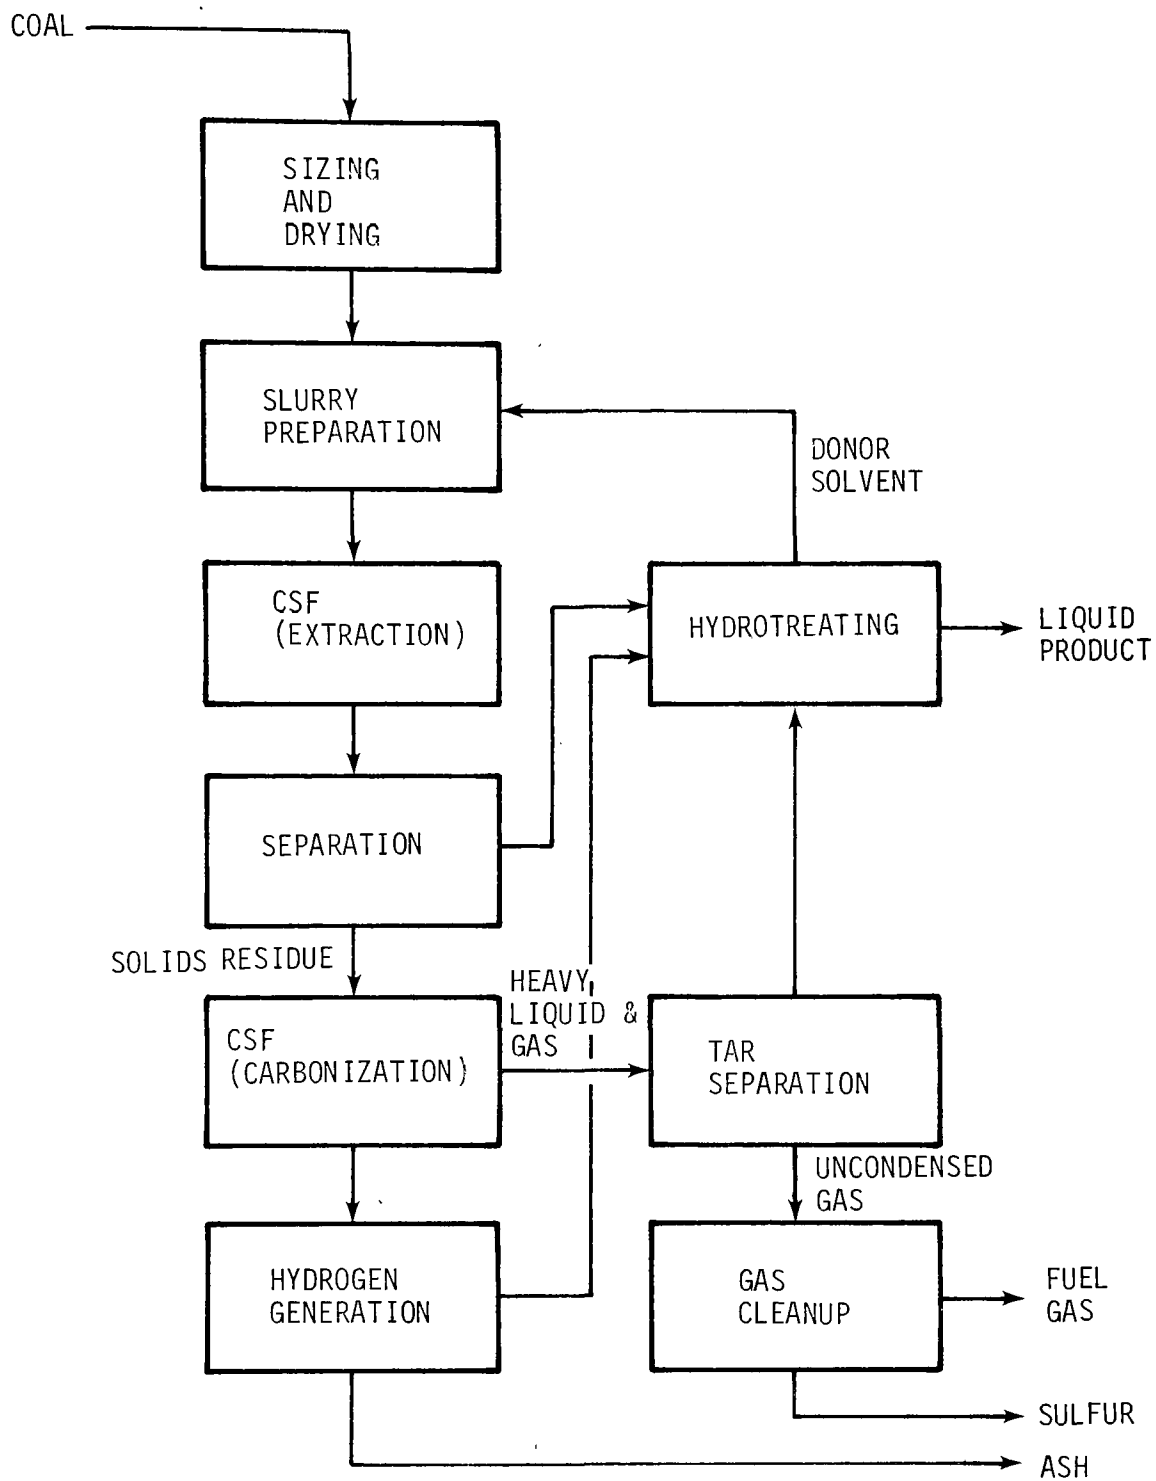 COAL
SIZING
AND
DRYING
SLURRY
PREPARATION
DONOR
SOLVENT
CSF
(EXTRACTION)
HYDROTREATING
LIQUID
PRODUCT
SEPARATION
SOLIDS RESIDUE
HEAVY
LIQUID &
GAS
CSF
(CARBONIZATION)
TAR
SEPARATION
UNCONDENSED
GAS
HYDROGEN
GENERATION
GAS
CLEANUP
FUEL
GAS
SULFUR
ASH